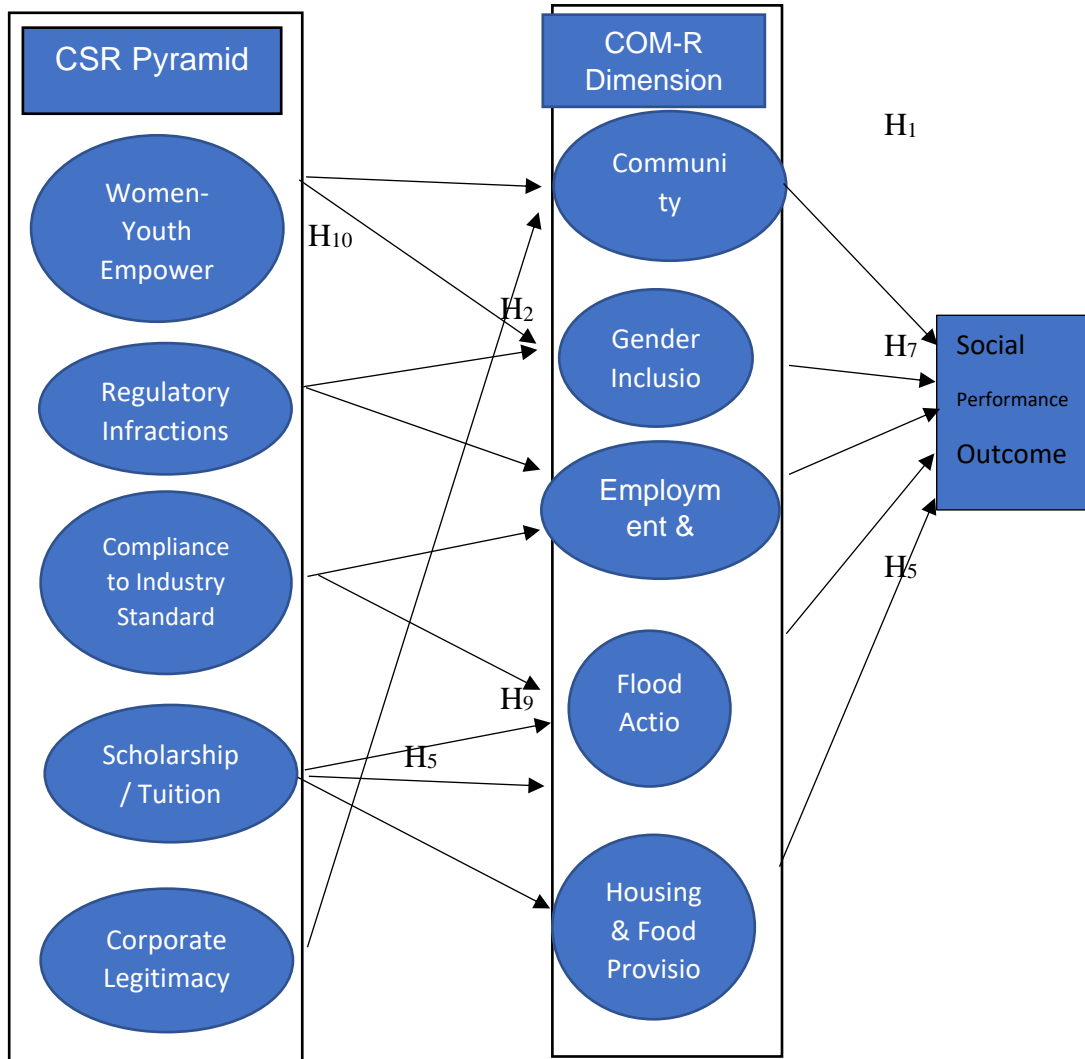 CSR Pyramid
Women-
Youth
Empower
Regulatory
Infractions
Compliance
to Industry
Standard
Scholarship
/ Tuition
Corporate
Legitimacy
H10
H2
H9
H5
COM-R
Dimension
Communi
ty
Gender
Inclusio
Employm
ent &
Flood
Actio
Housing
& Food
Provisio
H1
H7
H5
Social
Performance
Outcome